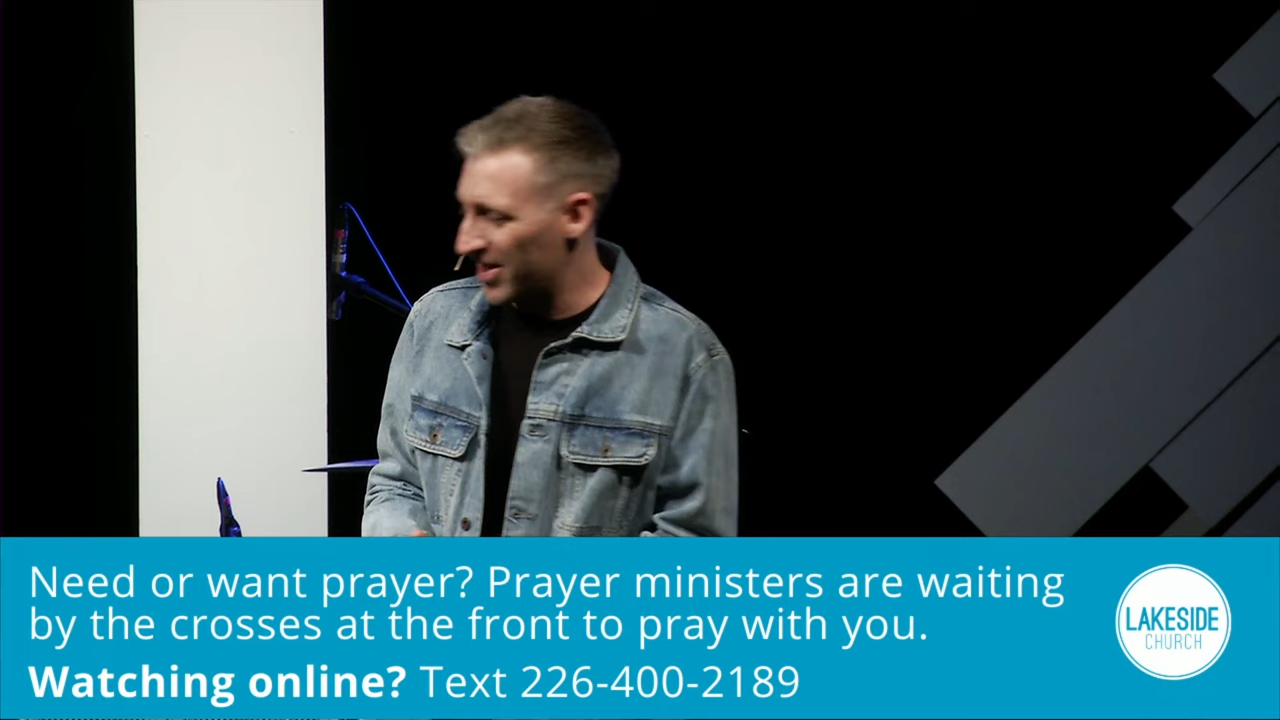 Need or want prayer? Prayer ministers are waiting
by the crosses at the front to pray with you.
Watching online? Text 226-400-2189
LAKESIDE
CHURCH